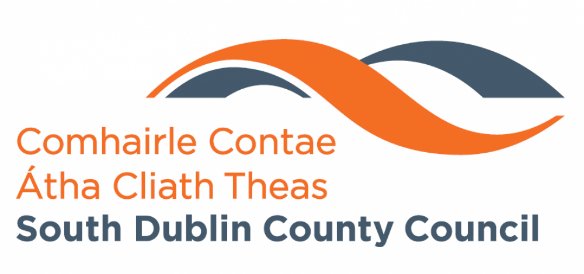 Comhairle Contae
Átha Cliath Theas
South Dublin County Council